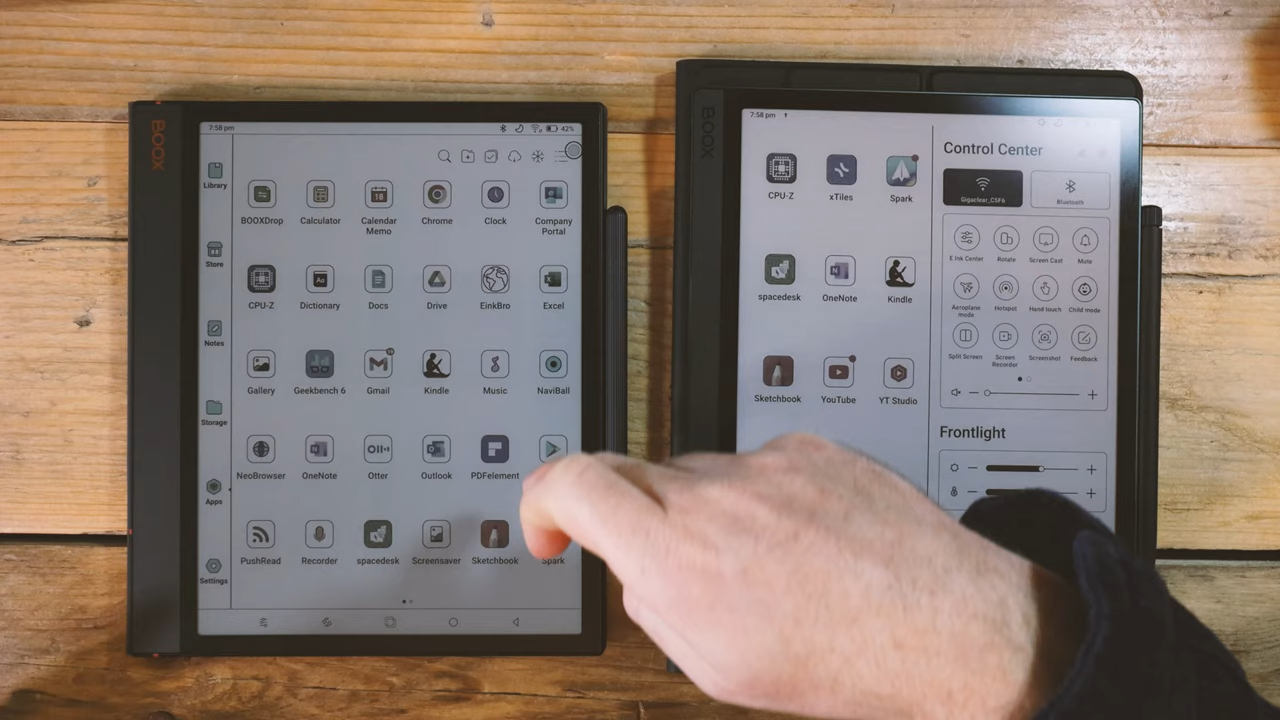 BOOX
7:58 pm
42%
Library
Store
Notes
Storage
Apps
Settings
BOOXDrop
Calculator
Calendar
Memo
18
Chrome
Clock
Company
Portal
CPU-Z
Dictionary
Aa
Docs
Drive
EinkBro
Excel
Gallery
Geekbench 6
Gmail
Kindle
Music
NaviBall
NeoBrowser
OneNote
Otter
Outlook
PDFelement
PushRead
Recorder
spacedesk
Screensaver
Sketchbook
Spark
BOOX
7:58 pm
CPU-Z
xTiles
Spark
spacedesk
OneNote
Kindle
Sketchbook
YouTube
YT Studio
Control Center
Gigaclear_C5F6
Bluetooth
E Ink Center
Rotate
Screen Cast
Mute
Aeroplane
mode
Hotspot
Hand touch
Child mode
Split Screen
Screen
Recorder
Screenshot
Feedback
Frontlight